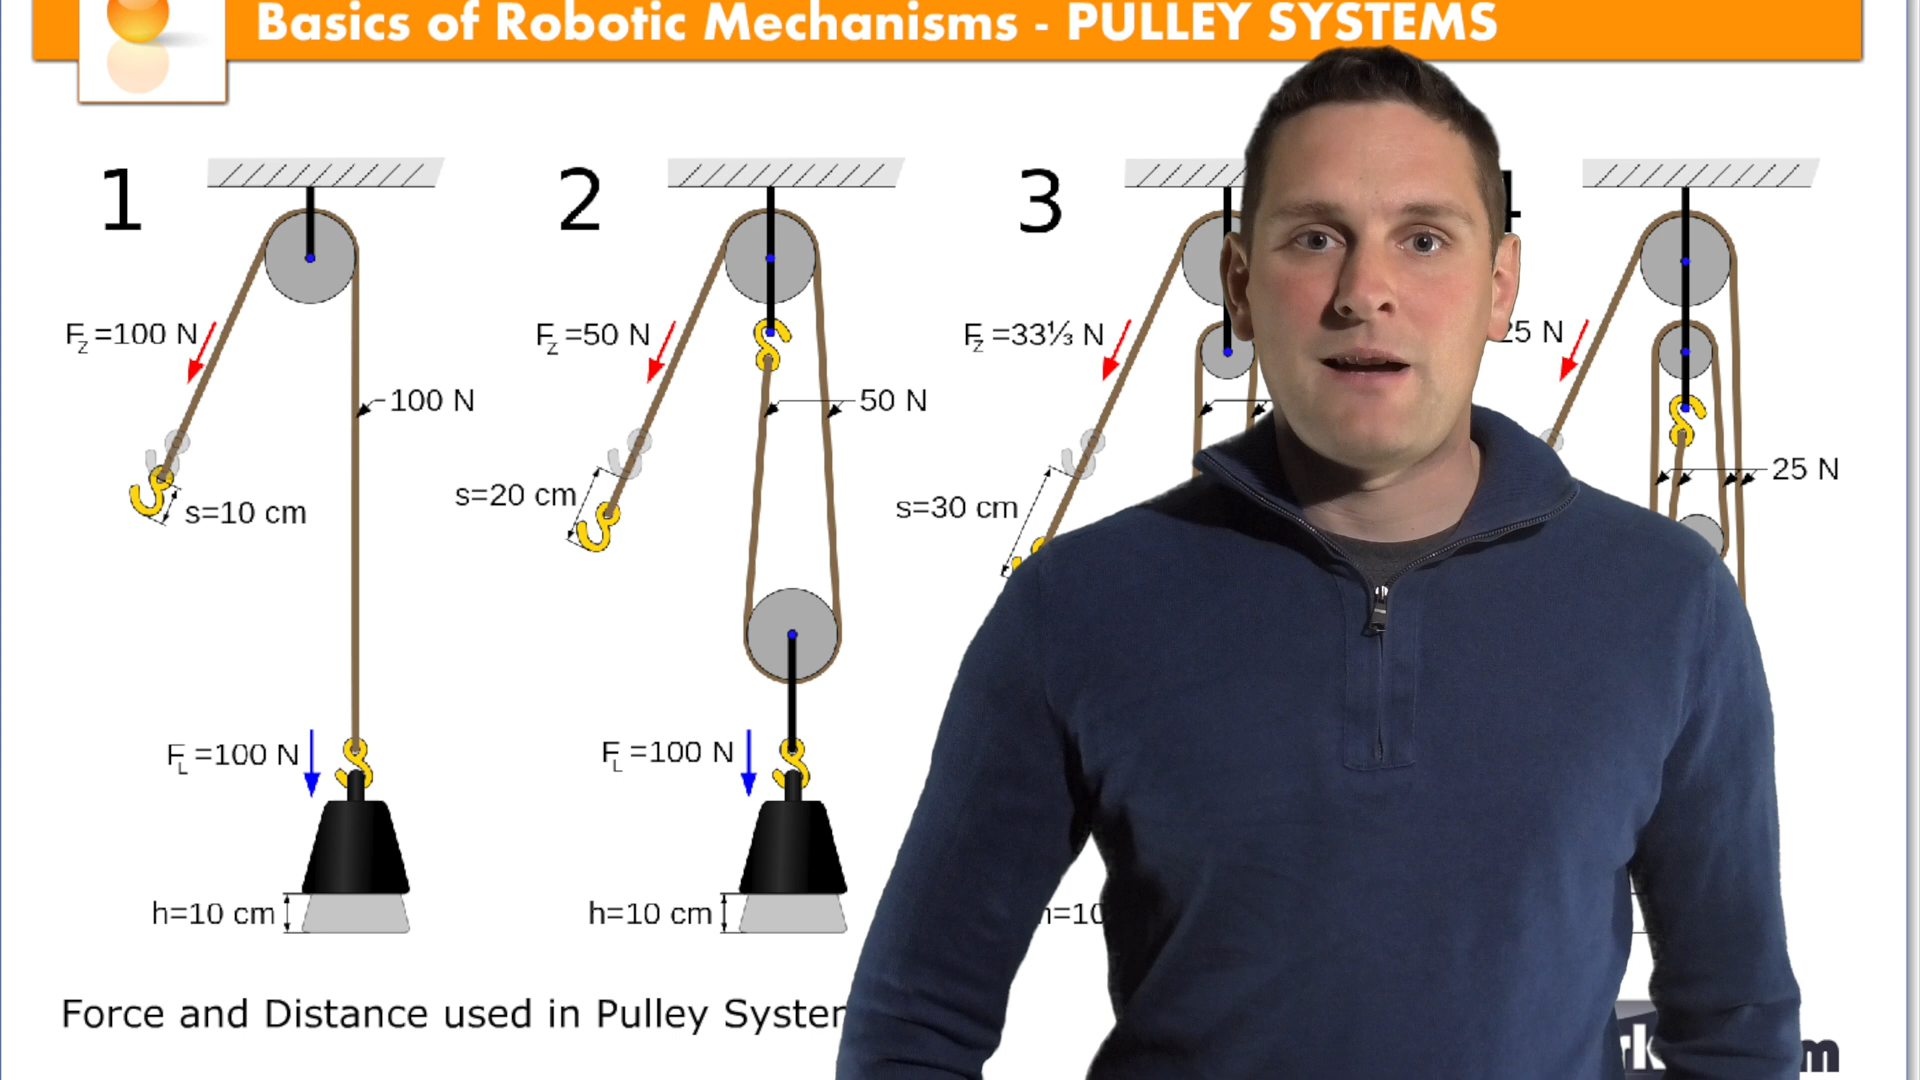 Basics of Robotic Mechanisms - PULLEY SYSTEMS
1
2
3
4
F_Z =100 N
100 N
s=10 cm
F_L =100 N
h=10 cm
F_Z =50 N
50 N
s=20 cm
F_L =100 N
h=10 cm
F_Z =33⅓ N
s=30 cm
25 N
25 N
Force and Distance used in Pulley